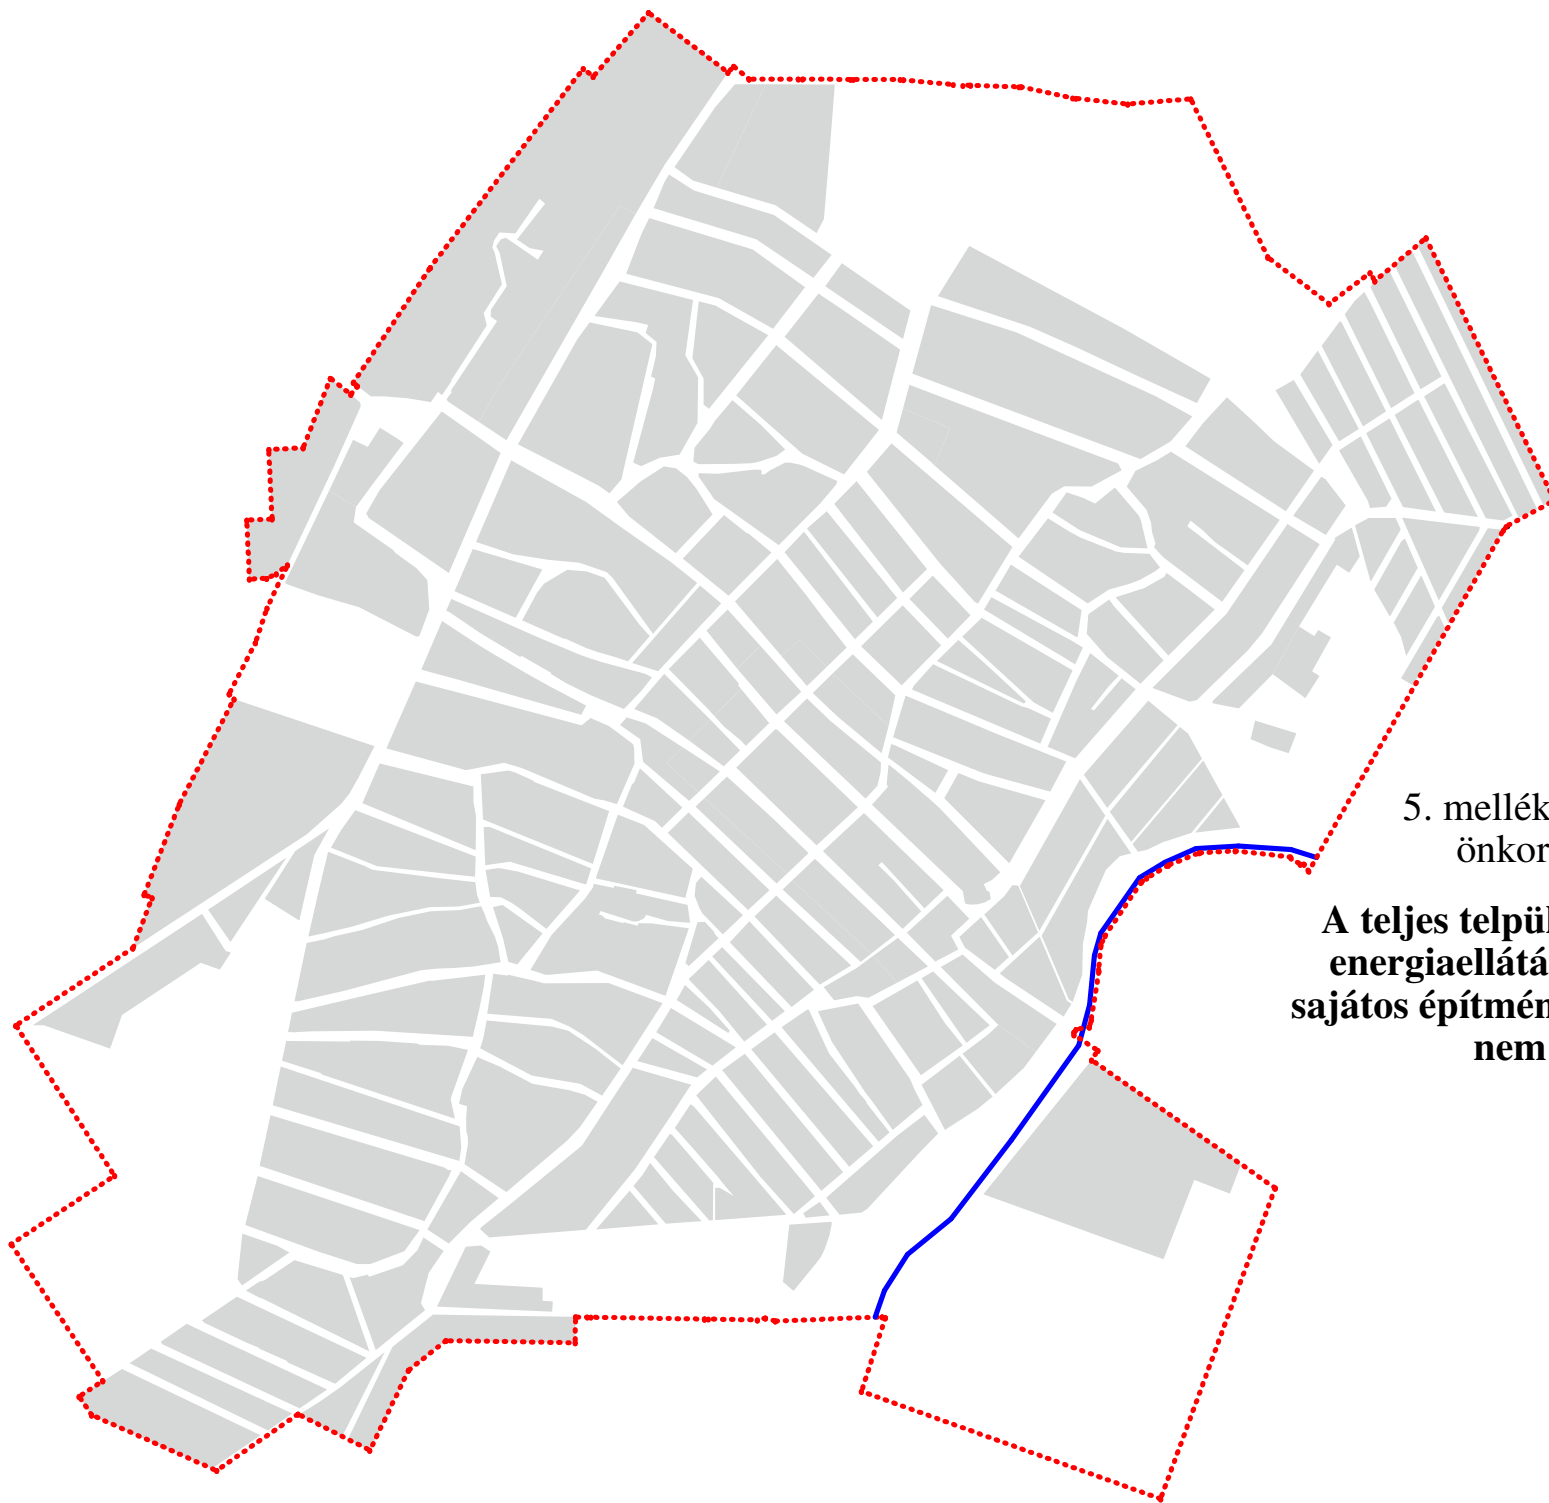 5. mellék
önkor
A teljes telpül
energiaellátá
sajátos építmén
nem